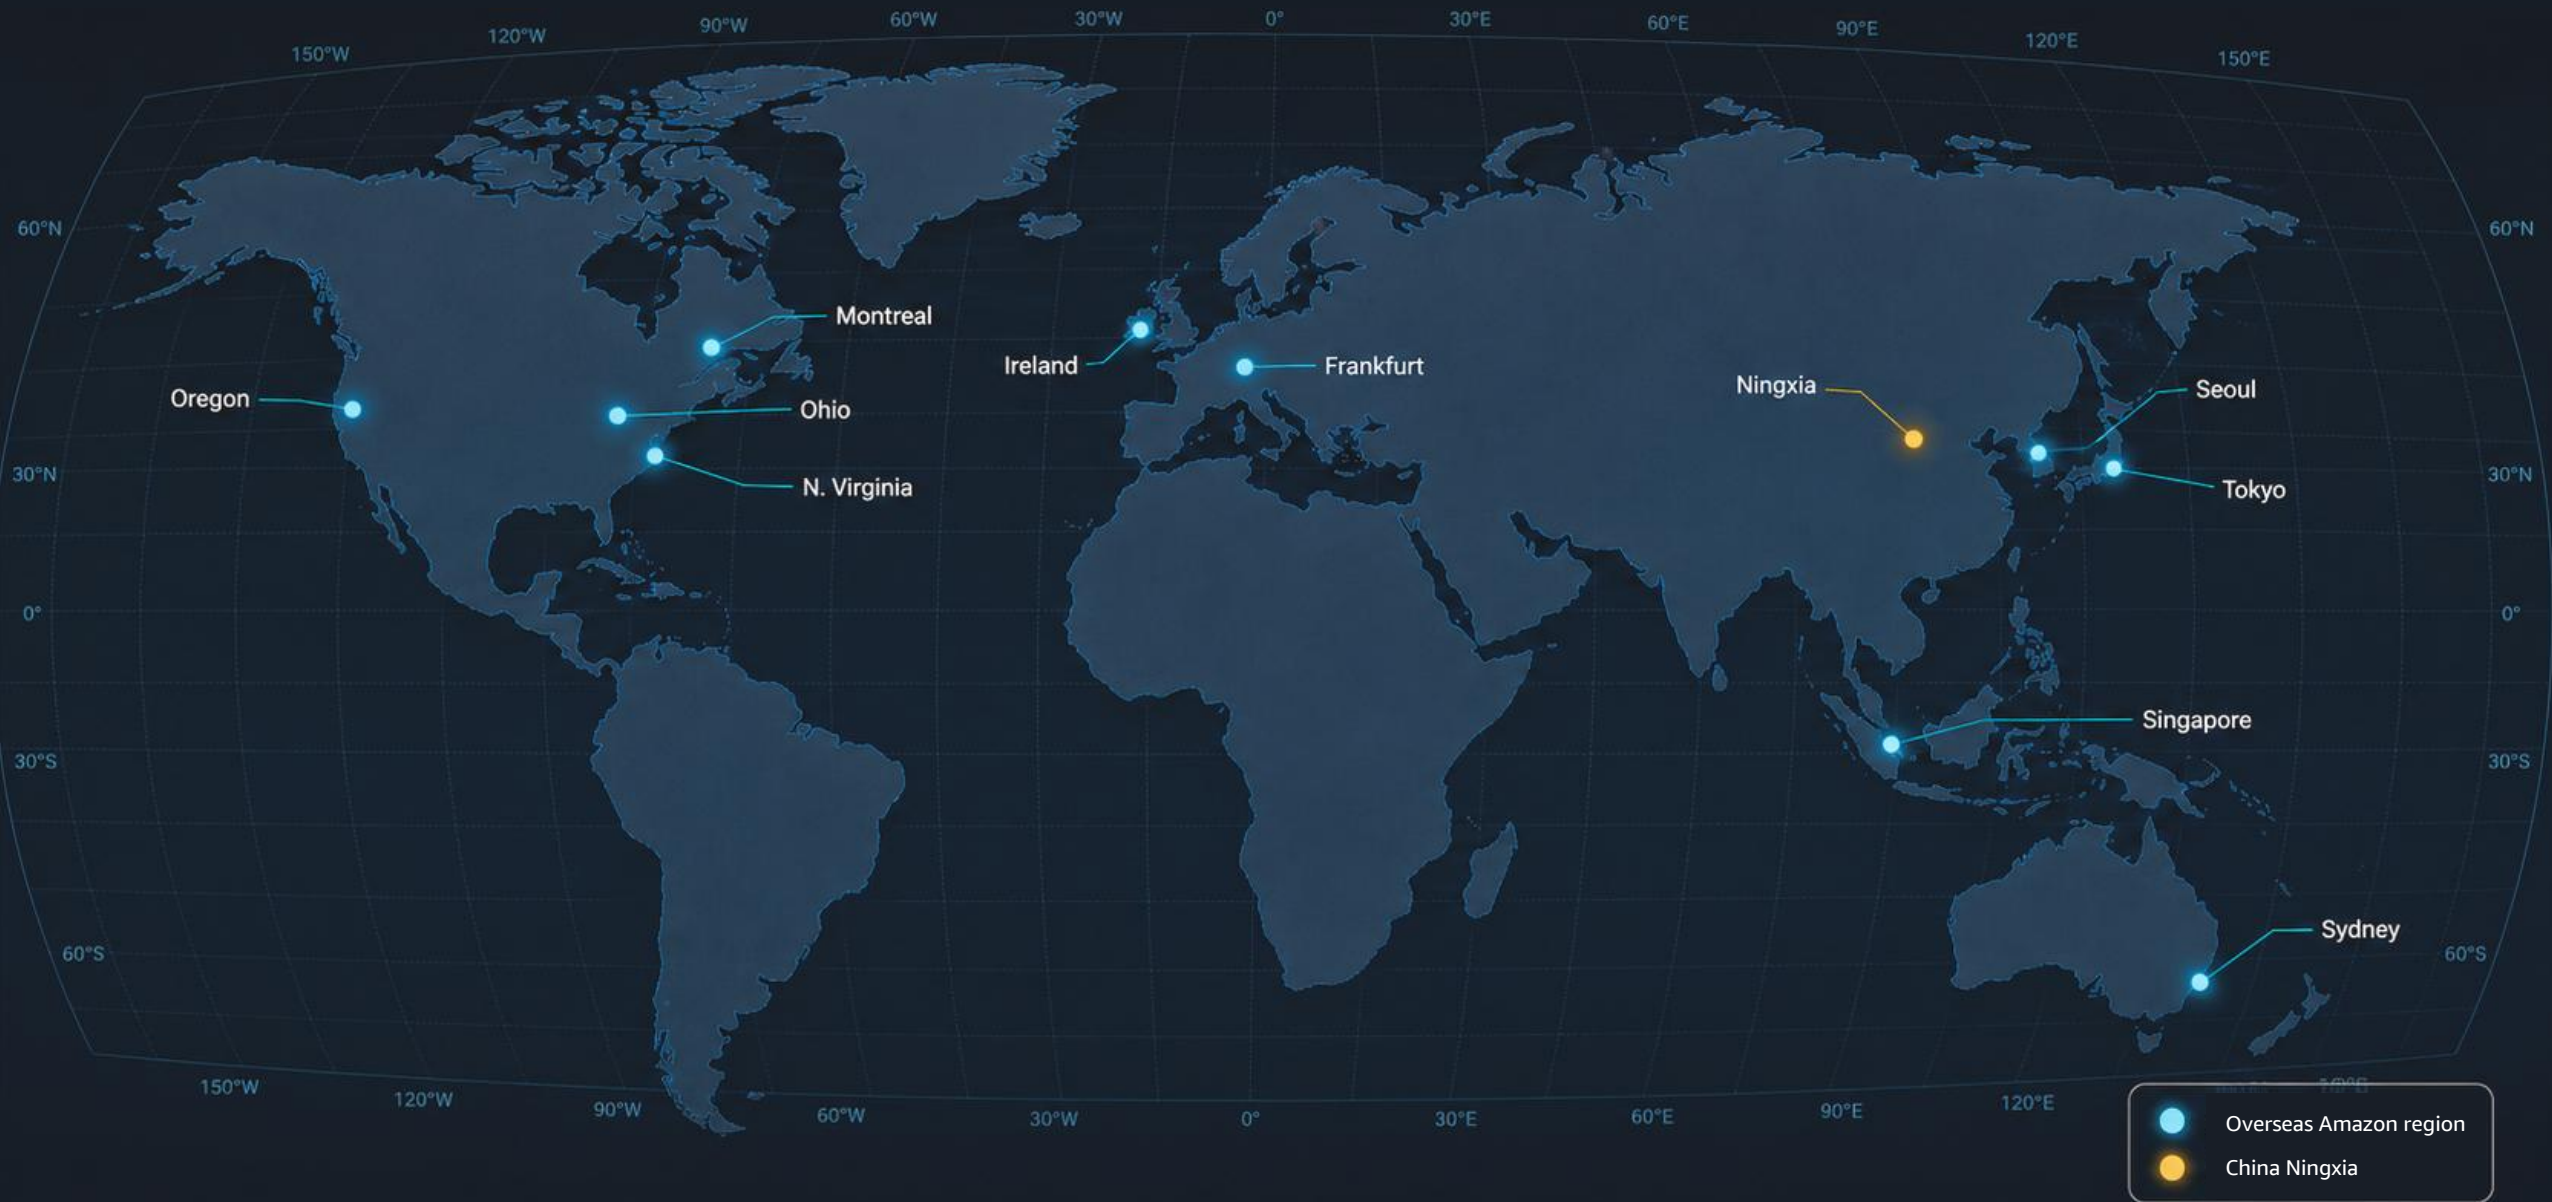 150°W
120°W
90°W
60°W
30°W
0°
30°E
60°E
90°E
120°E
150°E
60°N
60°N
Montreal
Ireland
Frankfurt
Ningxia
Seoul
Oregon
Ohio
30°N
N. Virginia
30°N
Tokyo
0°
0°
Singapore
30°S
30°S
Sydney
60°S
60°S
150°W
120°W
90°W
60°W
30°W
0°
30°E
60°E
90°E
120°E
Overseas Amazon region
China Ningxia